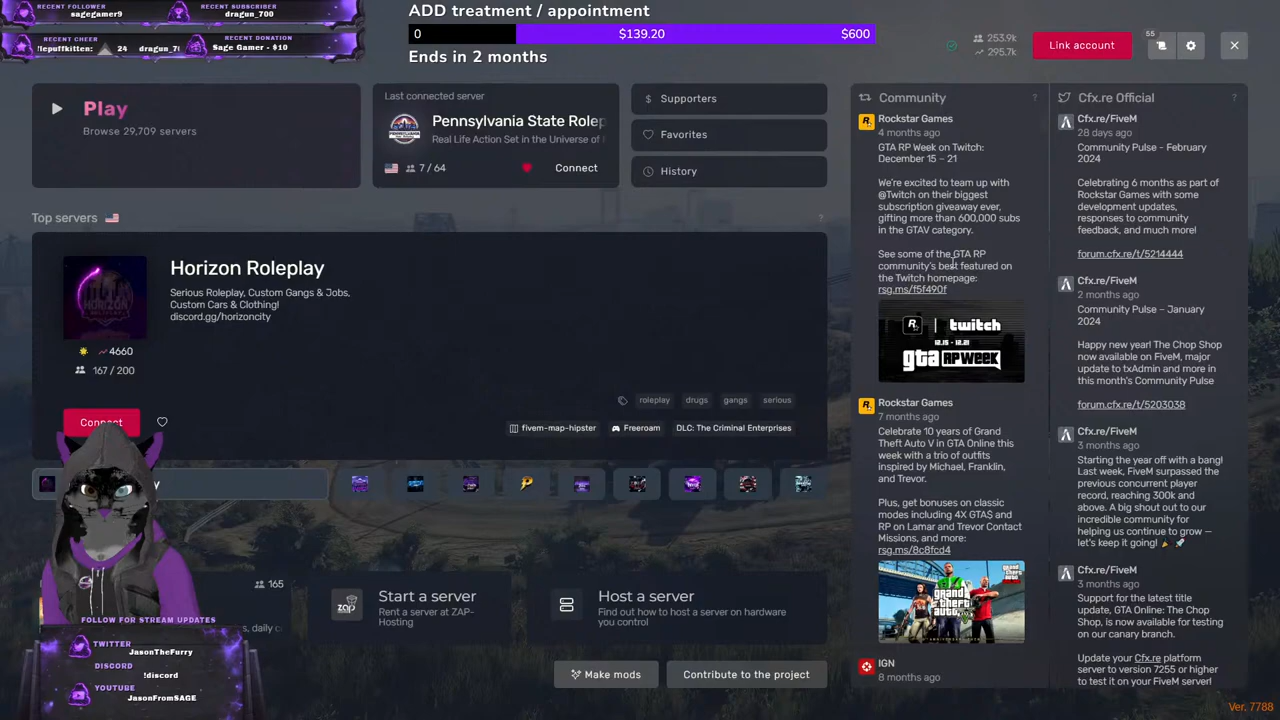 RECENT FOLLOWER
sagegamer9
RECENT SUBSCRIBER
dragun_700
RECENT CHEER
24
RECENT DONATION
Sage Gamer - $10
ADD treatment / appointment
0
$139.20
$600
Ends in 2 months
253.9k
295.7k
Link account
55
Play
Browse 29,709 servers
Last connected server
Pennsylvania State Rolep
Real Life Action Set in the Universe of
7 / 64
Connect
Supporters
Favorites
History
Top servers
Horizon Roleplay
Serious Roleplay, Custom Gangs & Jobs,
Custom Cars & Clothing!
discord.gg/horizoncity
4660
167 / 200
Connect
roleplay
drugs
gangs
serious
fivem-map-hipster
Freeroam
DLC: The Criminal Enterprises
y
165
Start a server
Rent a server at ZAP-
Hosting
Host a server
Find out how to host a server on hardware
you control
Make mods
Contribute to the project
FOLLOW FOR STREAM UPDATES
TWITTER
JasonTheFurry
DISCORD
!discord
YOUTUBE
JasonFromSAGE
Community
Rockstar Games
4 months ago
GTA RP Week on Twitch:
December 15 – 21
We're excited to team up with
@Twitch on their biggest
subscription giveaway ever,
gifting more than 600,000 subs
in the GTAV category.
See some of the GTA RP
community's best featured on
the Twitch homepage:
rsg.ms/f5f490f
R
twitch
12.15 - 12.21
gta RP WEEK
Rockstar Games
7 months ago
Celebrate 10 years of Grand
Theft Auto V in GTA Online this
week with a trio of outfits
inspired by Michael, Franklin,
and Trevor.
Plus, get bonuses on classic
modes including 4X GTA$ and
RP on Lamar and Trevor Contact
Missions, and more:
rsg.ms/8c8fcd4
IGN
8 months ago
Cfx.re Official
Cfx.re/FiveM
28 days ago
Community Pulse - February
2024
Celebrating 6 months as part of
Rockstar Games with some
development updates,
responses to community
feedback, and much more!
forum.cfx.re/t/5214444
Cfx.re/FiveM
2 months ago
Community Pulse – January
2024
Happy new year! The Chop Shop
now available on FiveM, major
update to txAdmin and more in
this month's Community Pulse
forum.cfx.re/t/5203038
Cfx.re/FiveM
3 months ago
Starting the year off with a bang!
Last week, FiveM surpassed the
previous concurrent player
record, reaching 300k and
above. A big shout out to our
incredible community for
helping us continue to grow —
let's keep it going!
Cfx.re/FiveM
3 months ago
Support for the latest title
update, GTA Online: The Chop
Shop, is now available for testing
on our canary branch.
Update your Cfx.re platform
server to version 7255 or higher
to test it on your FiveM server!
Ver. 7788